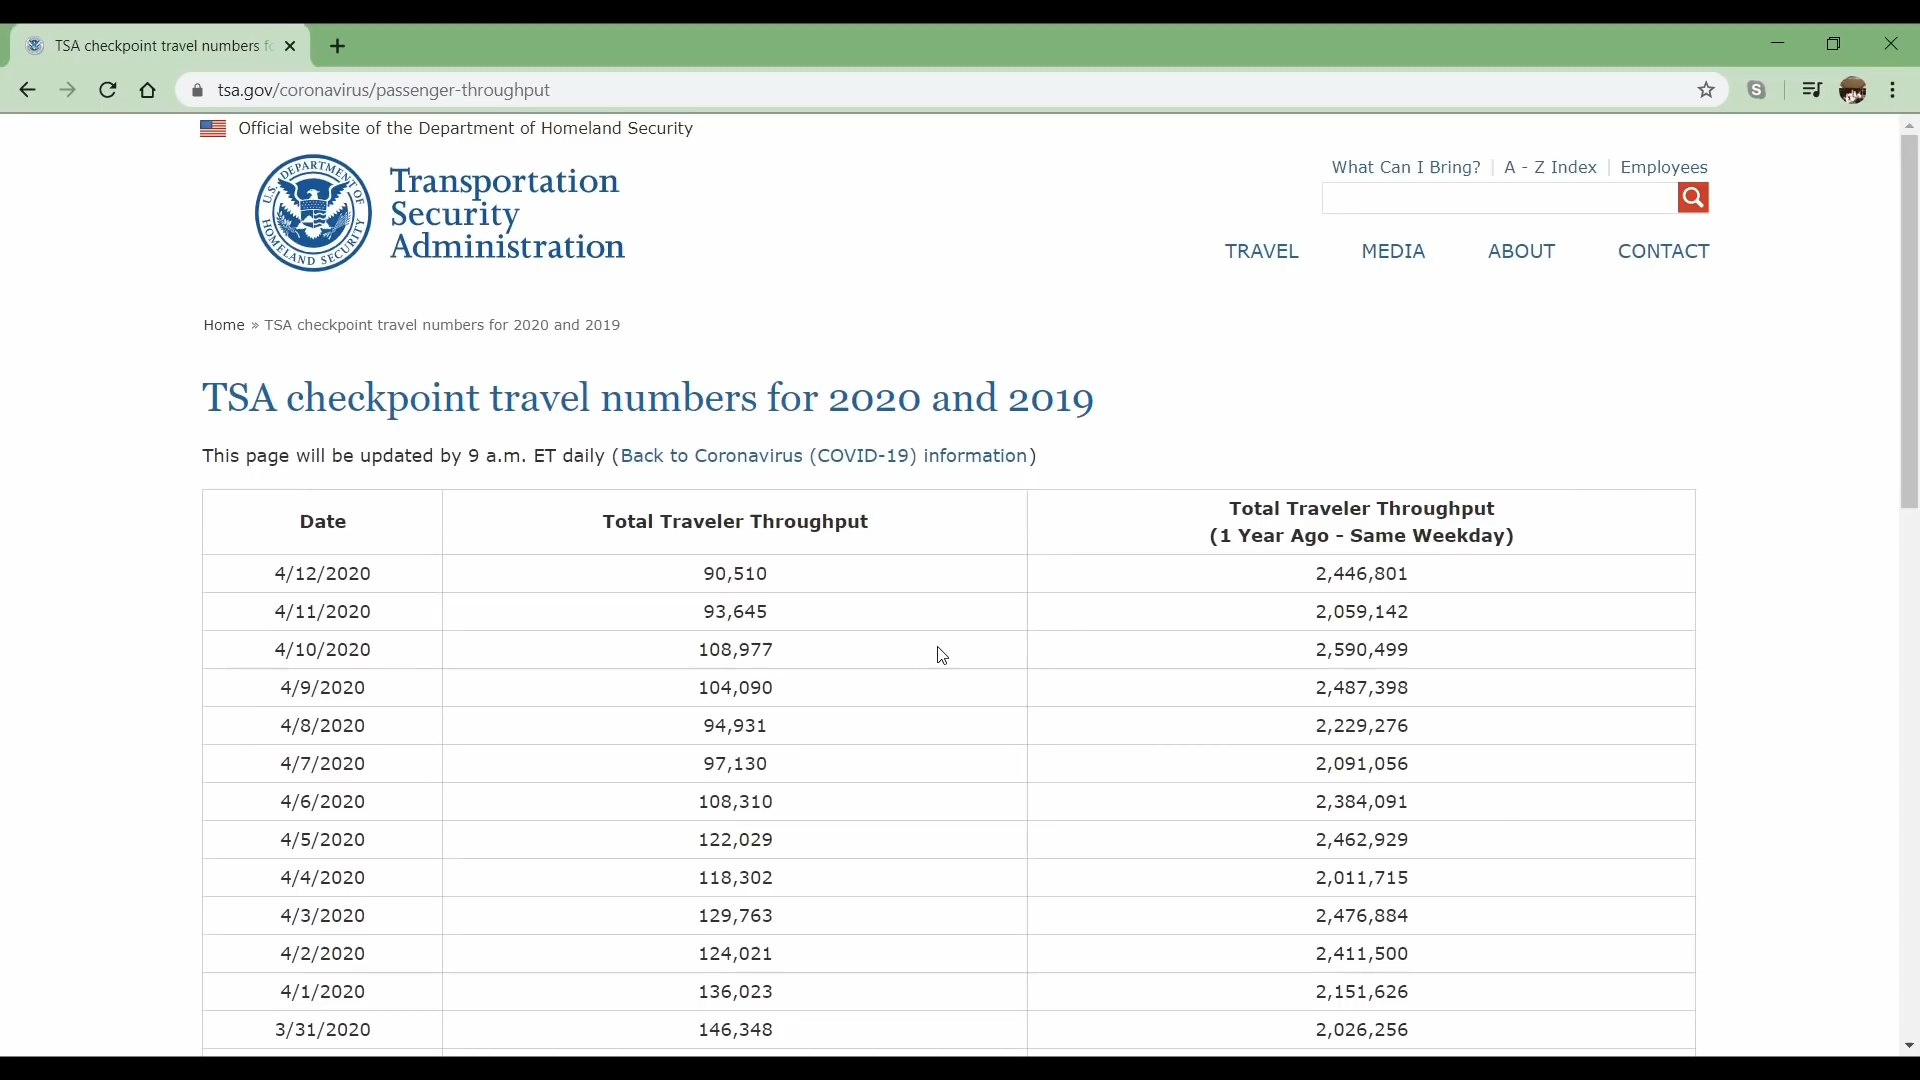 TSA checkpoint travel numbers fo
tsa.gov/coronavirus/passenger-throughput
S
Official website of the Department of Homeland Security
U.S. DEPARTMENT OF HOMELAND SECURITY
Transportation
Security
Administration
What Can I Bring? | A - Z Index | Employees
TRAVEL MEDIA ABOUT CONTACT
Home » TSA checkpoint travel numbers for 2020 and 2019
TSA checkpoint travel numbers for 2020 and 2019
This page will be updated by 9 a.m. ET daily (Back to Coronavirus (COVID-19) information)
Date Total Traveler Throughput Total Traveler Throughput
(1 Year Ago - Same Weekday)
4/12/2020 90,510 2,446,801
4/11/2020 93,645 2,059,142
4/10/2020 108,977 2,590,499
4/9/2020 104,090 2,487,398
4/8/2020 94,931 2,229,276
4/7/2020 97,130 2,091,056
4/6/2020 108,310 2,384,091
4/5/2020 122,029 2,462,929
4/4/2020 118,302 2,011,715
4/3/2020 129,763 2,476,884
4/2/2020 124,021 2,411,500
4/1/2020 136,023 2,151,626
3/31/2020 146,348 2,026,256